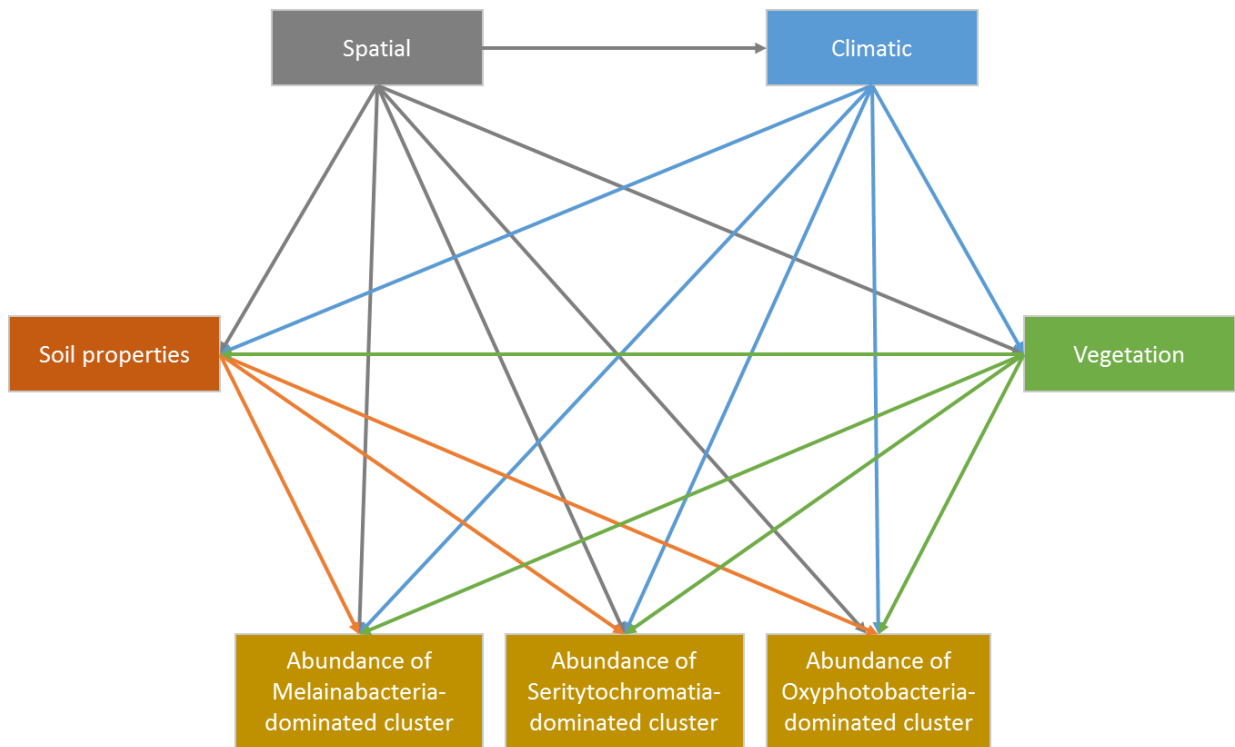 Spatial
Climatic
Soil properties
Vegetation
Abundance of
Melainabacteria-
dominated cluster
Abundance of
Seritytochromatia-
dominated cluster
Abundance of
Oxyphotobacteria-
dominated cluster